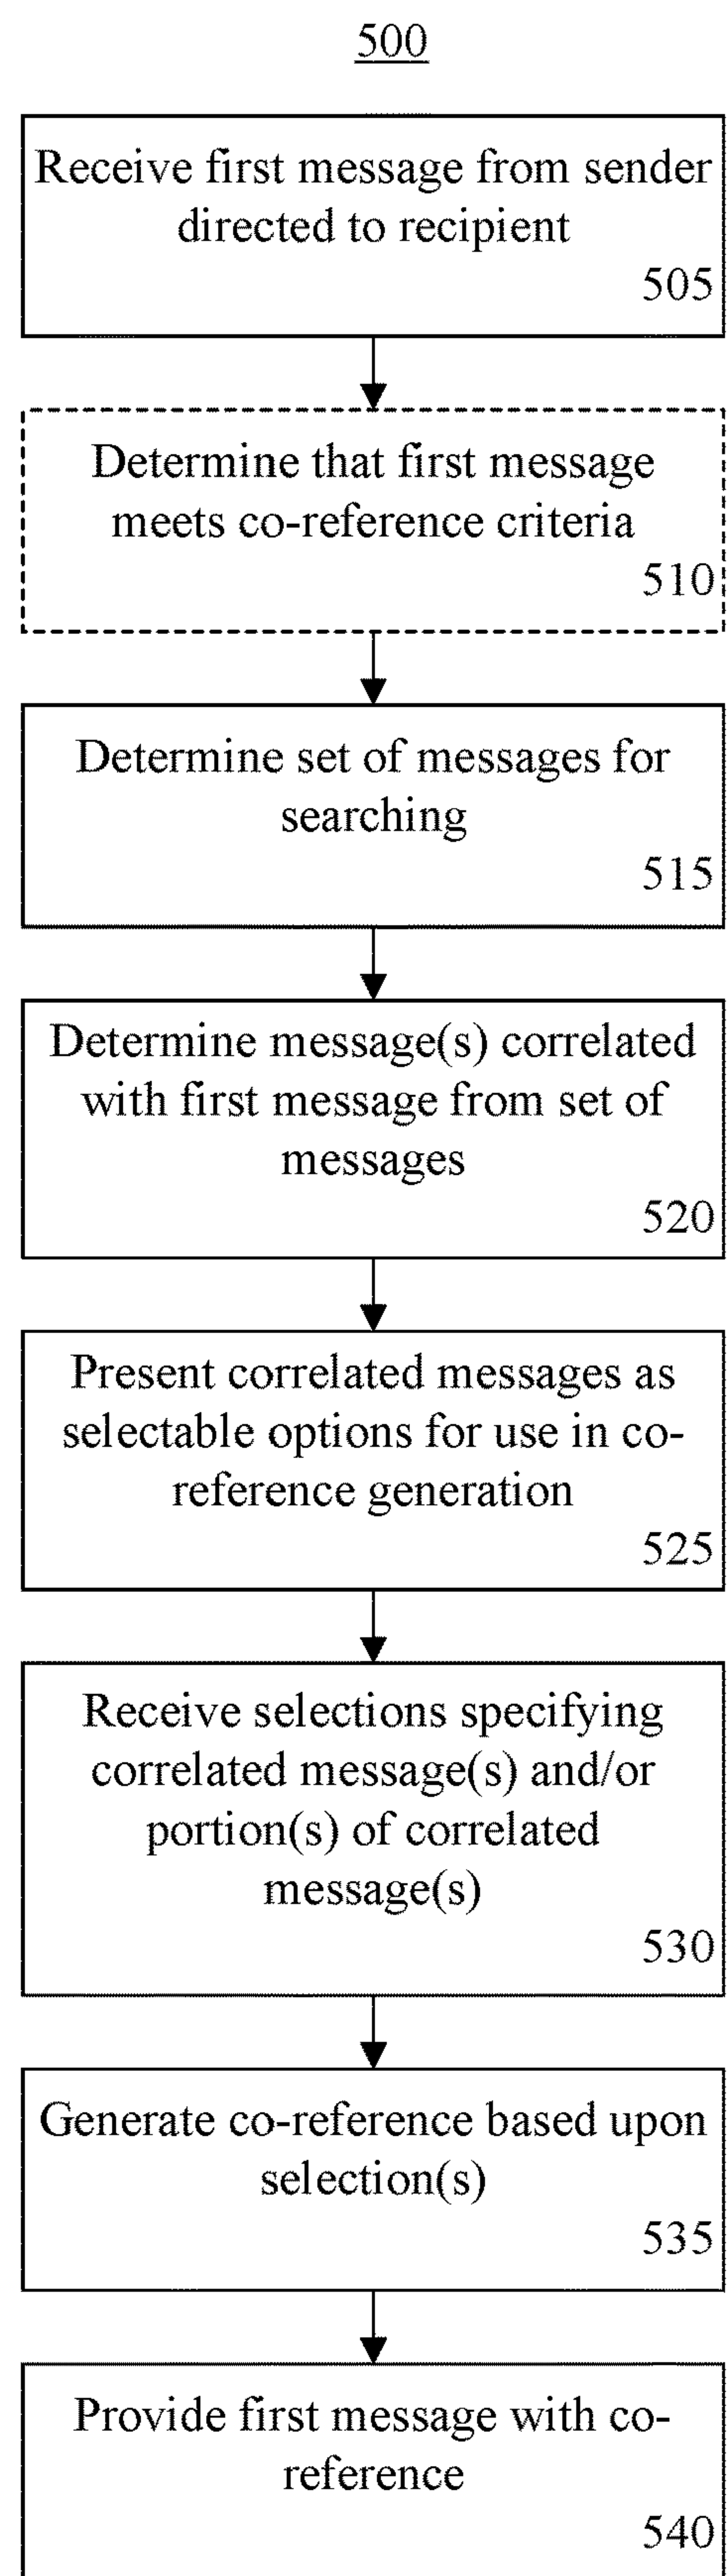 500
Receive first message from sender
directed to recipient
505
Determine that first message
meets co-reference criteria
510
Determine set of messages for
searching
515
Determine message(s) correlated
with first message from set of
messages
520
Present correlated messages as
selectable options for use in co-
reference generation
525
Receive selections specifying
correlated message(s) and/or
portion(s) of correlated
message(s)
530
Generate co-reference based upon
selection(s)
535
Provide first message with co-
reference
540